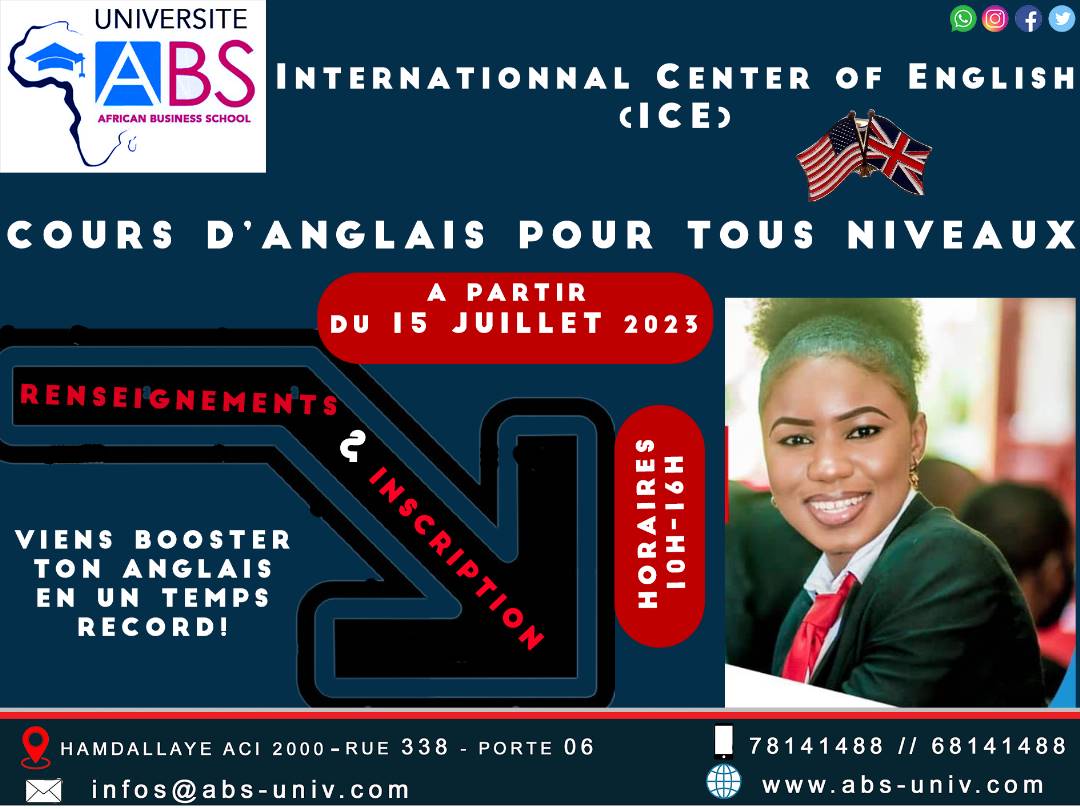 UNIVERSITE
ABS
AFRICAN BUSINESS SCHOOL
INTERNATIONNAL CENTER OF ENGLISH
(ICE)
COURS D'ANGLAIS POUR TOUS NIVEAUX
A PARTIR
DU 15 JUILLET 2023
RENSEIGNEMENTS
&
INSCRIPTION
HORAIRES
10H-16H
VIENS BOOSTER
TON ANGLAIS
EN UN TEMPS
RECORD!
HAMDALLAYE ACI 2000 - RUE 338 - PORTE 06
78141488 // 68141488
infos@abs-univ.com
www.abs-univ.com